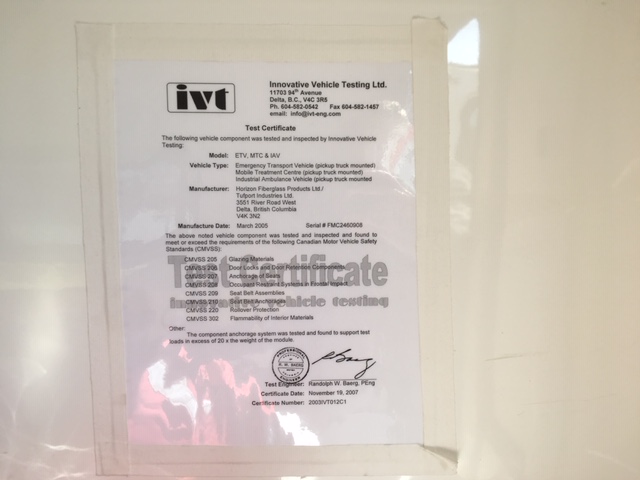 ivt
Innovative Vehicle Testing Ltd.
11703 94th Avenue
Delta, B.C., V4C 3R5
Ph. 604-582-0542 Fax 604-582-1457
email: info@ivt-eng.com
Test Certificate
The following vehicle component was tested and inspected by Innovative Vehicle
Testing:
Model: ETV, MTC & IAV
Vehicle Type: Emergency Transport Vehicle (pickup truck mounted)
Mobile Treatment Centre (pickup truck mounted)
Industrial Ambulance Vehicle (pickup truck mounted
Manufacturer: Horizon Fiberglass Products Ltd./
Tufport Industries Ltd.
3551 River Road West
Delta. British Columbia
V4K 3N2
Manufacture Date: March 2005 Serial # FMC2460908
The above noted vehicle component was tested and inspected and found to
meet or exceed the requirements of the following Canadian Motor Vehicle Safety
Standards (CMVSS):
Test Certificate
innovative vehicle testing
CMVSS 205 Glazing Materials
CMVSS 206 Door Locks and Door Retention Components
CMVSS 207 Anchorage of Seats
CMVSS 208 Occupant Restraint Systems in Frontal Impact
CMVSS 209 Seat Belt Assemblies
CMVSS 210 Seat Belt Anchorages
CMVSS 220 Rollover Protection
CMVSS 302 Flammability of Interior Materials
Other:
The component anchorage system was tested and found to support test
loads in excess of 20 x the weight of the module.
PROFESSIONAL
R. W. BAERG
ENGINEER
Test Engineer: Randolph W. Baerg, PEng
Certificate Date: November 19, 2007
Certificate Number: 2003IVT012C1